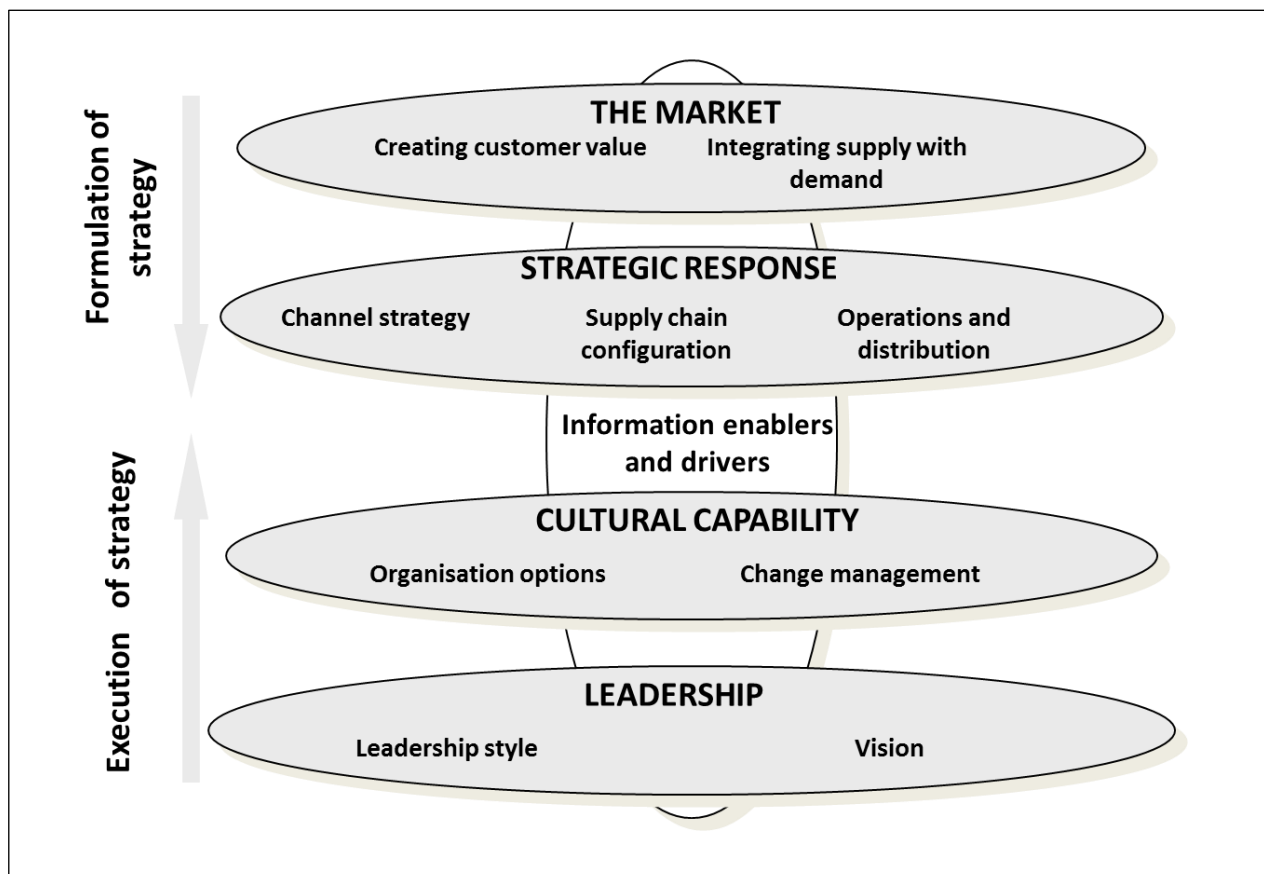 THE MARKET
Creating customer value
Integrating supply with
demand
Formulation of
strategy
STRATEGIC RESPONSE
Channel strategy
Supply chain
configuration
Operations and
distribution
Information enablers
and drivers
Execution of strategy
CULTURAL CAPABILITY
Organisation options
Change management
LEADERSHIP
Leadership style
Vision